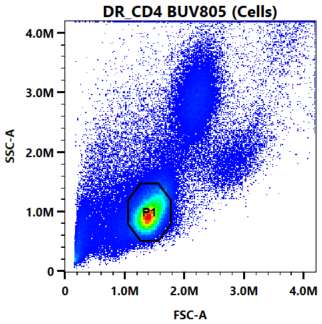 DR_CD4 BUV805 (Cells)
4.0M
3.0M
SSC-A
2.0M
1.0M
P1
0
0 1.0M 2.0M 3.0M 4.0M
FSC-A